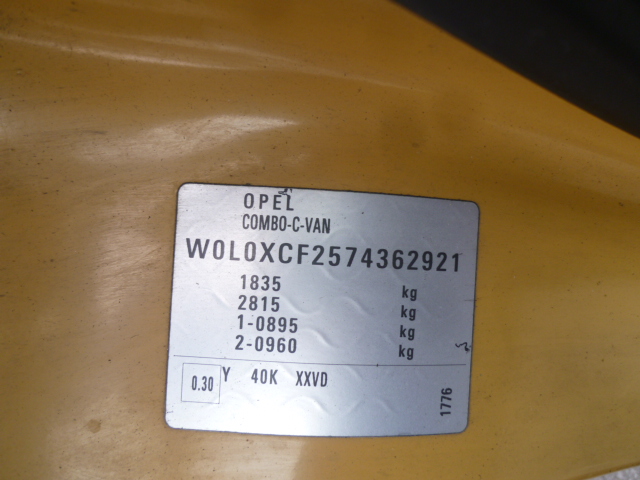 OPEL
COMBO-C-VAN
W0L0XCF2574362921
1835 kg
2815 kg
1-0895 kg
2-0960 kg
0.30 Y 40K XXVD
1776